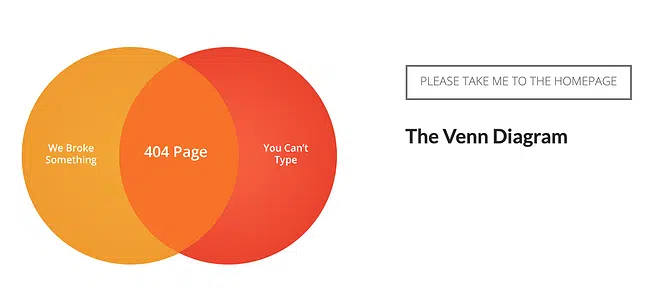 We Broke
Something
404 Page
You Can't
Type
PLEASE TAKE ME TO THE HOMEPAGE
The Venn Diagram